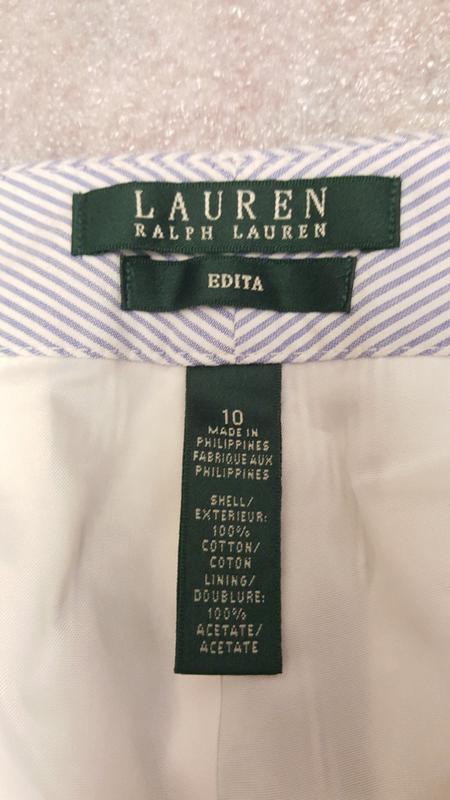 LAUREN
RALPH LAUREN
EDITA
10
MADE IN
PHILIPPINES
FABRIQUE AUX
PHILIPPINES
SHELL/
EXTERIEUR:
100%
COTTON/
COTON
LINING/
DOUBLURE:
100%
ACETATE/
ACETATE